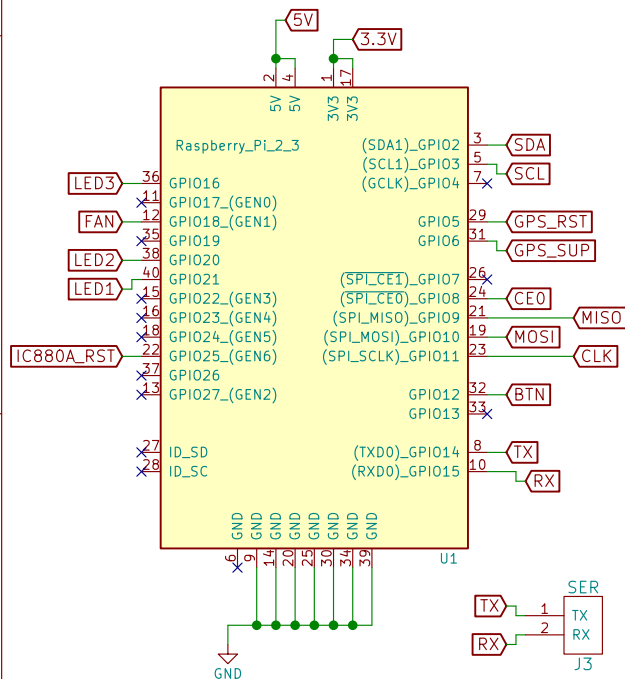 5V
3.3V
2 4 1 17
5V 5V 3V3 3V3
Raspberry_Pi_2_3
LED3 36 GPIO16
11 GPIO17_(GEN0)
FAN 12 GPIO18_(GEN1)
35 GPIO19
LED2 38 GPIO20
LED1 40 GPIO21
15 GPIO22_(GEN3)
16 GPIO23_(GEN4)
18 GPIO24_(GEN5)
IC880A_RST 22 GPIO25_(GEN6)
37 GPIO26
13 GPIO27_(GEN2)
27 ID_SD
28 ID_SC
(SDA1)_GPIO2 3 SDA
(SCL1)_GPIO3 5 SCL
(GCLK)_GPIO4 7
GPIO5 29 GPS_RST
GPIO6 31 GPS_SUP
(SPI_CE1)_GPIO7 26
(SPI_CE0)_GPIO8 24 CE0
(SPI_MISO)_GPIO9 21 MISO
(SPI_MOSI)_GPIO10 19 MOSI
(SPI_SCLK)_GPIO11 23 CLK
GPIO12 32 BTN
GPIO13 33
(TXD0)_GPIO14 8 TX
(RXD0)_GPIO15 10 RX
GND GND GND GND GND GND GND GND
6 9 14 20 25 30 34 39
U1
GND
SER
TX 1 TX
RX 2 RX
J3